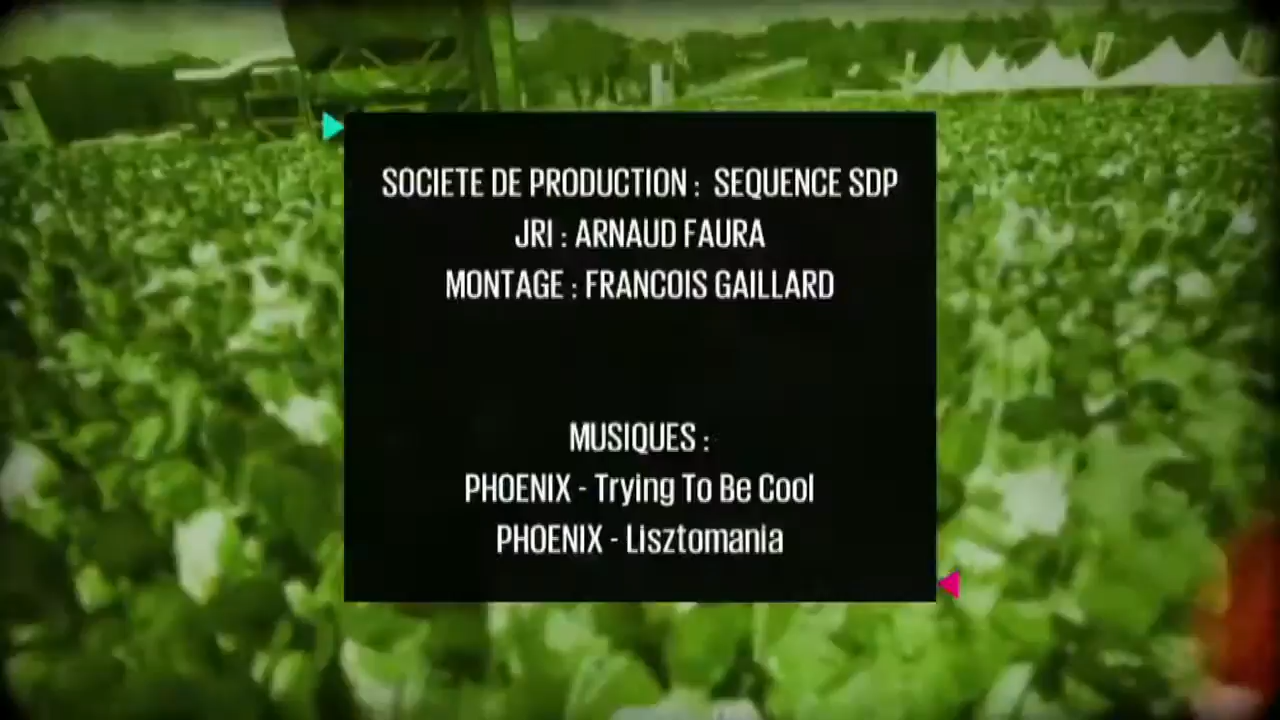 SOCIETE DE PRODUCTION : SEQUENCE SDP
JRI : ARNAUD FAURA
MONTAGE : FRANCOIS GAILLARD
MUSIQUES :
PHOENIX - Trying To Be Cool
PHOENIX - Lisztomania